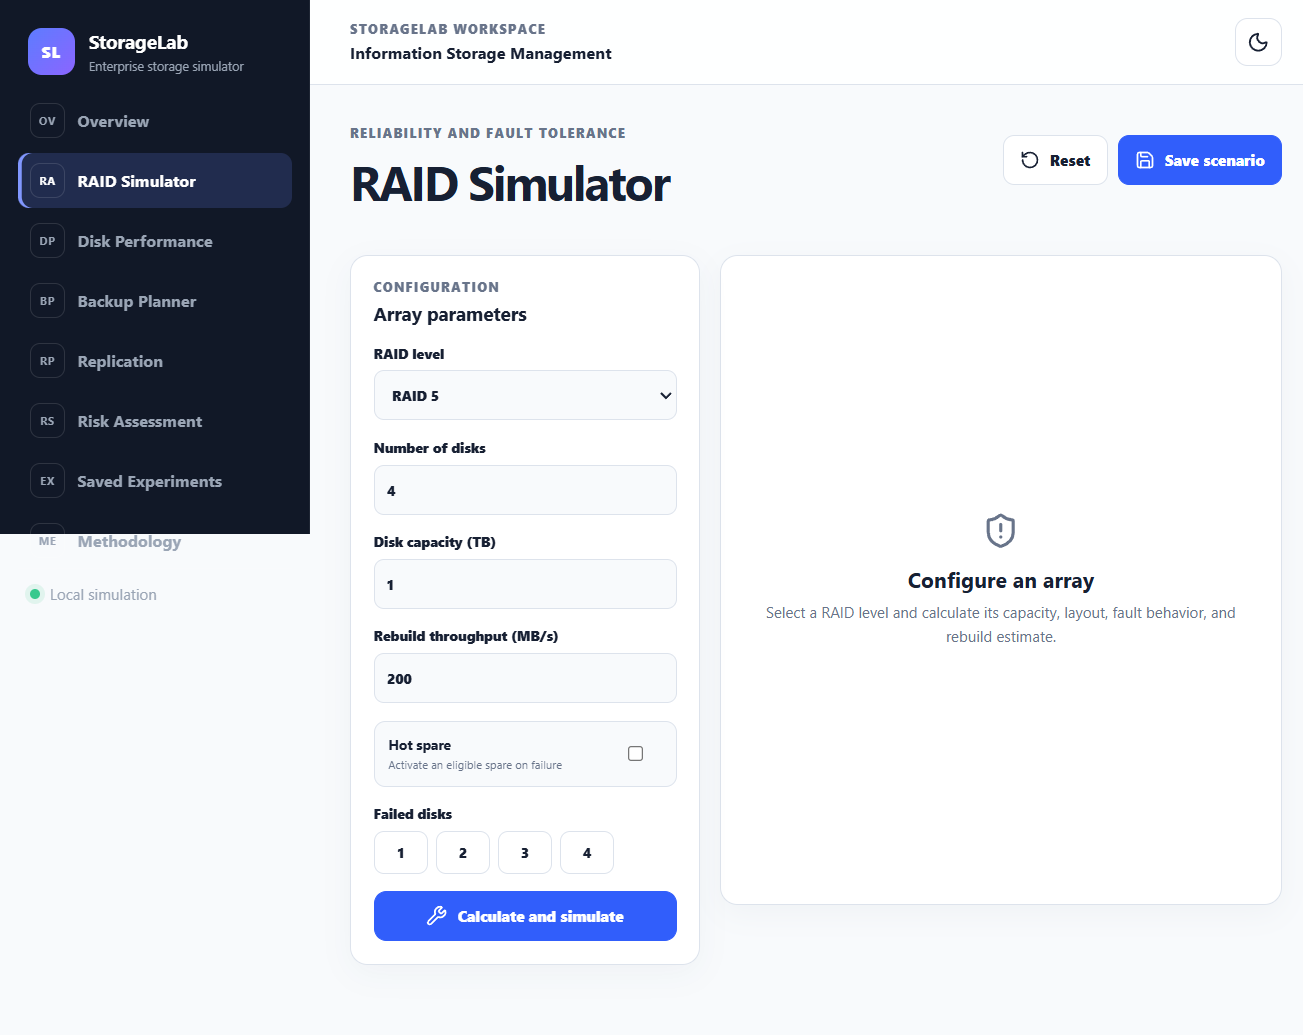 SL
StorageLab
Enterprise storage simulator
OV Overview
RA RAID Simulator
DP Disk Performance
BP Backup Planner
RP Replication
RS Risk Assessment
EX Saved Experiments
ME Methodology
Local simulation
STORAGELAB WORKSPACE
Information Storage Management
RELIABILITY AND FAULT TOLERANCE
RAID Simulator
Reset
Save scenario
CONFIGURATION
Array parameters
RAID level
RAID 5
Number of disks
4
Disk capacity (TB)
1
Rebuild throughput (MB/s)
200
Hot spare
Activate an eligible spare on failure
Failed disks
1 2 3 4
Calculate and simulate
Configure an array
Select a RAID level and calculate its capacity, layout, fault behavior, and
rebuild estimate.